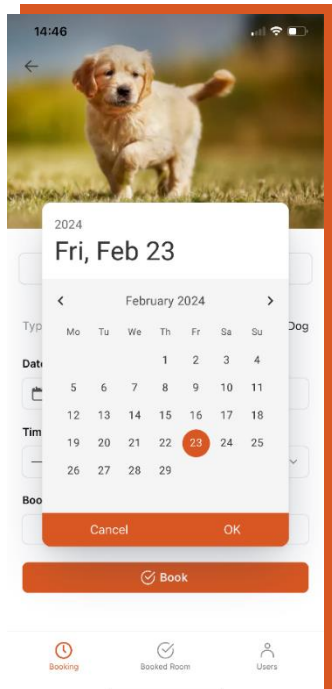 14:46
2024
Fri, Feb 23
February 2024
Typ Dog
Mo Tu We Th Fr Sa Su
1 2 3 4
Date
5 6 7 8 9 10 11
12 13 14 15 16 17 18
Tim
19 20 21 22 23 24 25
26 27 28 29
Boo
Cancel OK
Book
Booking Booked Room Users